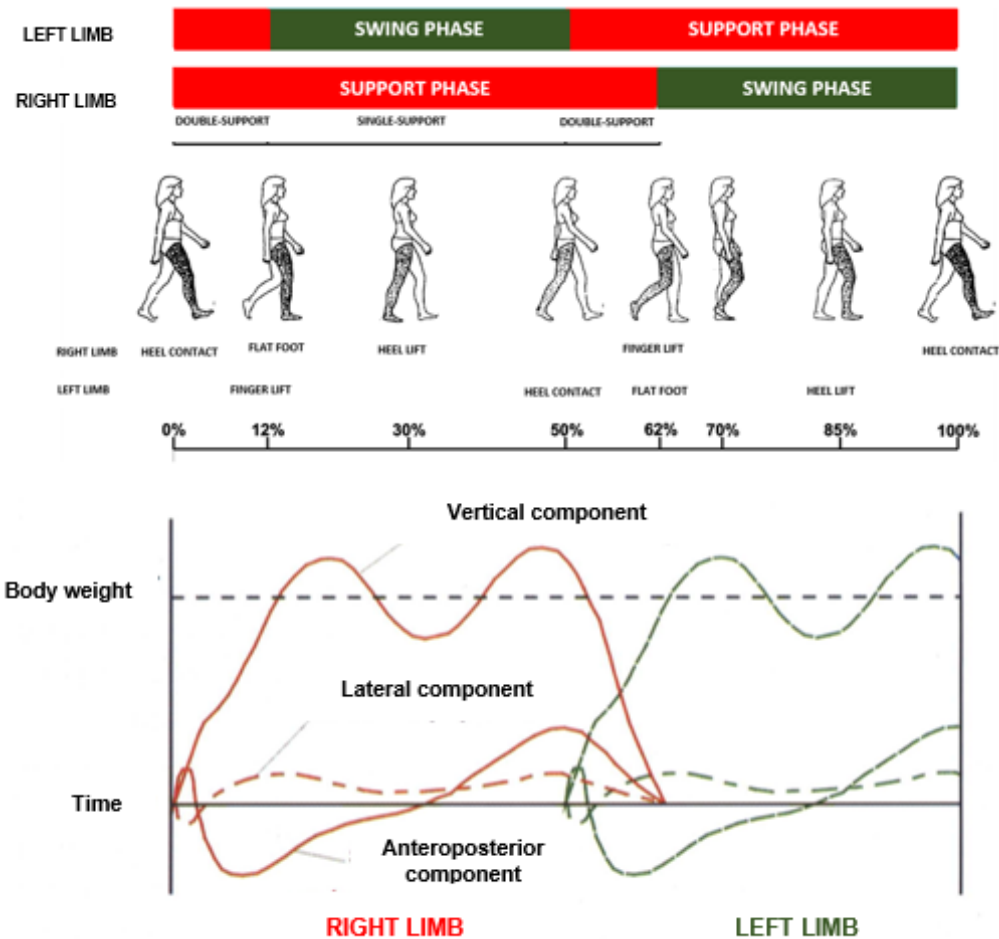 LEFT LIMB
SWING PHASE
SUPPORT PHASE
RIGHT LIMB
SUPPORT PHASE
SWING PHASE
DOUBLE-SUPPORT
SINGLE-SUPPORT
DOUBLE-SUPPORT
RIGHT LIMB
HEEL CONTACT
FLAT FOOT
HEEL LIFT
FINGER LIFT
HEEL CONTACT
LEFT LIMB
FINGER LIFT
HEEL CONTACT
FLAT FOOT
HEEL LIFT
0% 12% 30% 50% 62% 70% 85% 100%
Vertical component
Body weight
Lateral component
Time
Anteroposterior
component
RIGHT LIMB
LEFT LIMB